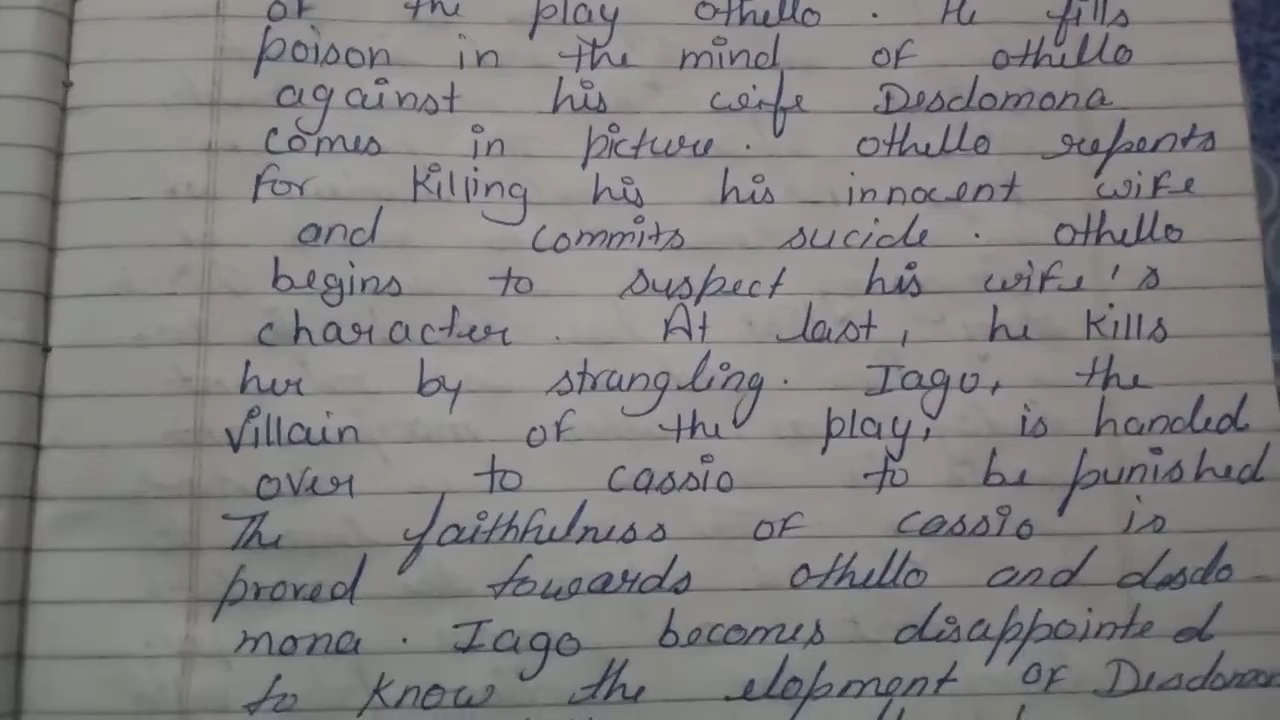 of the play Othello. He fills
poison in the mind of othello
against his wife Desdomona
comes in picture. othello repents
for killing his his innocent wife
and commits sucide. Othello
begins to suspect his wife's
character. At last, he kills
her by strangling. Iago, the
villain of the play, is handed
over to cassio to be punished
The faithfulness of cassio is
proved towards othello and desdo-
mona. Iago becomes disappointed
to know the elopment of Desdomona